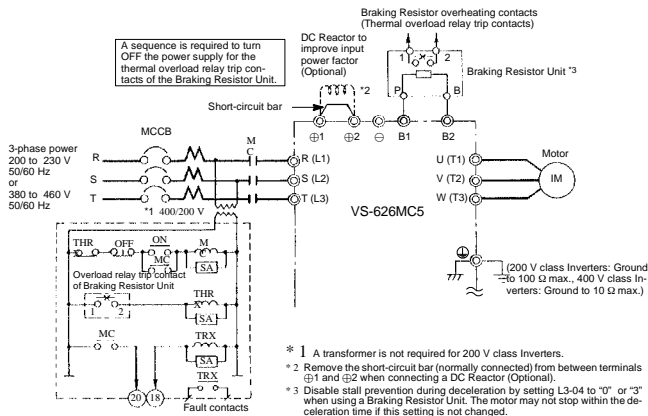 Braking Resistor overheating contacts
(Thermal overload relay trip contacts)
A sequence is required to turn
OFF the power supply for the
thermal overload relay trip con-
tacts of the Braking Resistor Unit.
DC Reactor to
improve input
power factor
(Optional)
1 2
Braking Resistor Unit *3
*2
P B
Short-circuit bar
⊕1 ⊕2 ⊖ B1 B2
MCCB
MC
3-phase power
200 to 230 V
50/60 Hz
or
380 to 460 V
50/60 Hz
R
S
T
R (L1)
S (L2)
T (L3)
*1 400/200 V
VS-626MC5
U (T1)
V (T2)
W (T3)
Motor
IM
THR OFF ON MC
MC
SA
Overload relay trip contact
of Braking Resistor Unit
1 2
THR
SA
MC
TRX
SA
TRX
20 18
Fault contacts
(200 V class Inverters: Ground
to 100 Ω max., 400 V class In-
verters: Ground to 10 Ω max.)
* 1 A transformer is not required for 200 V class Inverters.
* 2 Remove the short-circuit bar (normally connected) from between terminals
⊕1 and ⊕2 when connecting a DC Reactor (Optional).
* 3 Disable stall prevention during deceleration by setting L3-04 to “0” or “3”
when using a Braking Resistor Unit. The motor may not stop within the de-
celeration time if this setting is not changed.